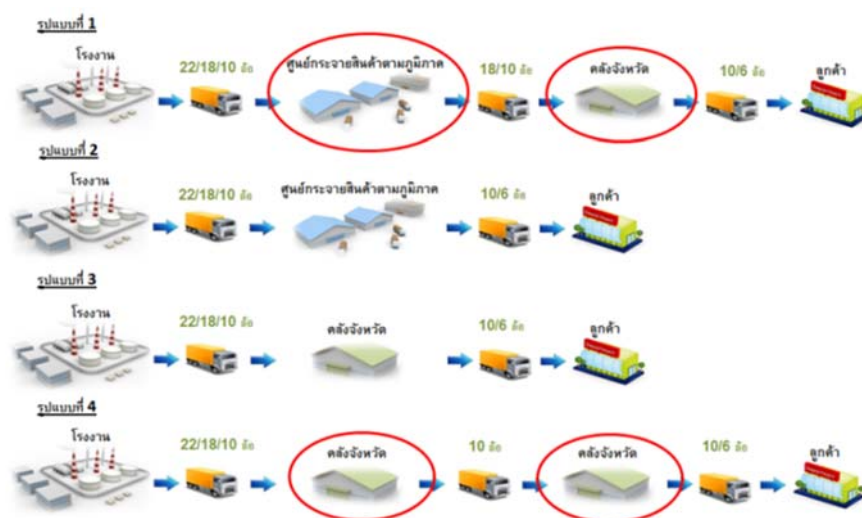 รูปแบบที่ 1
โรงงาน
22/18/10 ล้อ
ศูนย์กระจายสินค้าตามภูมิภาค
18/10 ล้อ
คลังจังหวัด
10/6 ล้อ
ลูกค้า
รูปแบบที่ 2
โรงงาน
22/18/10 ล้อ
ศูนย์กระจายสินค้าตามภูมิภาค
10/6 ล้อ
ลูกค้า
รูปแบบที่ 3
โรงงาน
22/18/10 ล้อ
คลังจังหวัด
10/6 ล้อ
ลูกค้า
รูปแบบที่ 4
โรงงาน
22/18/10 ล้อ
คลังจังหวัด
10 ล้อ
คลังจังหวัด
10/6 ล้อ
ลูกค้า